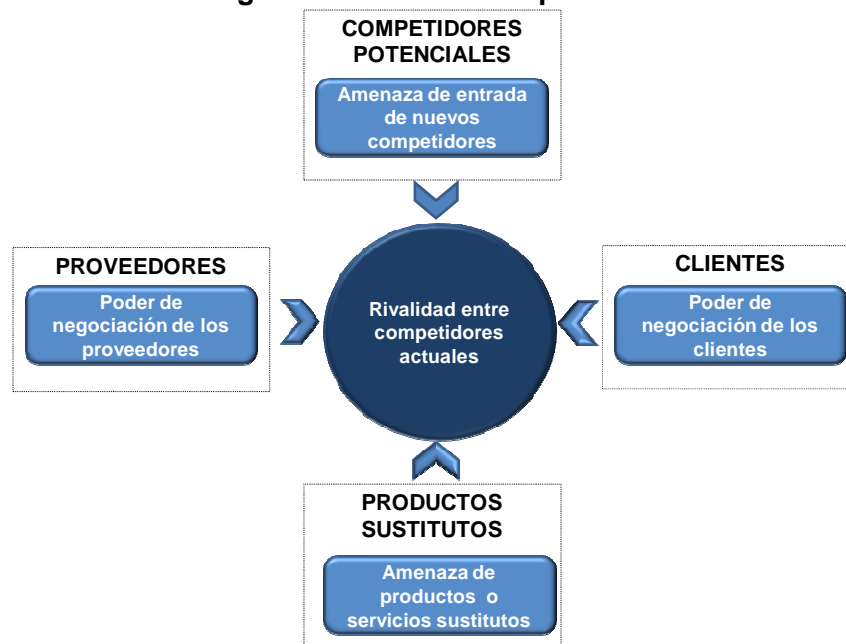 COMPETIDORES
POTENCIALES
Amenaza de entrada
de nuevos
competidores
PROVEEDORES
Poder de
negociación de los
proveedores
Rivalidad entre
competidores
actuales
CLIENTES
Poder de
negociación de los
clientes
PRODUCTOS
SUSTITUTOS
Amenaza de
productos o
servicios sustitutos